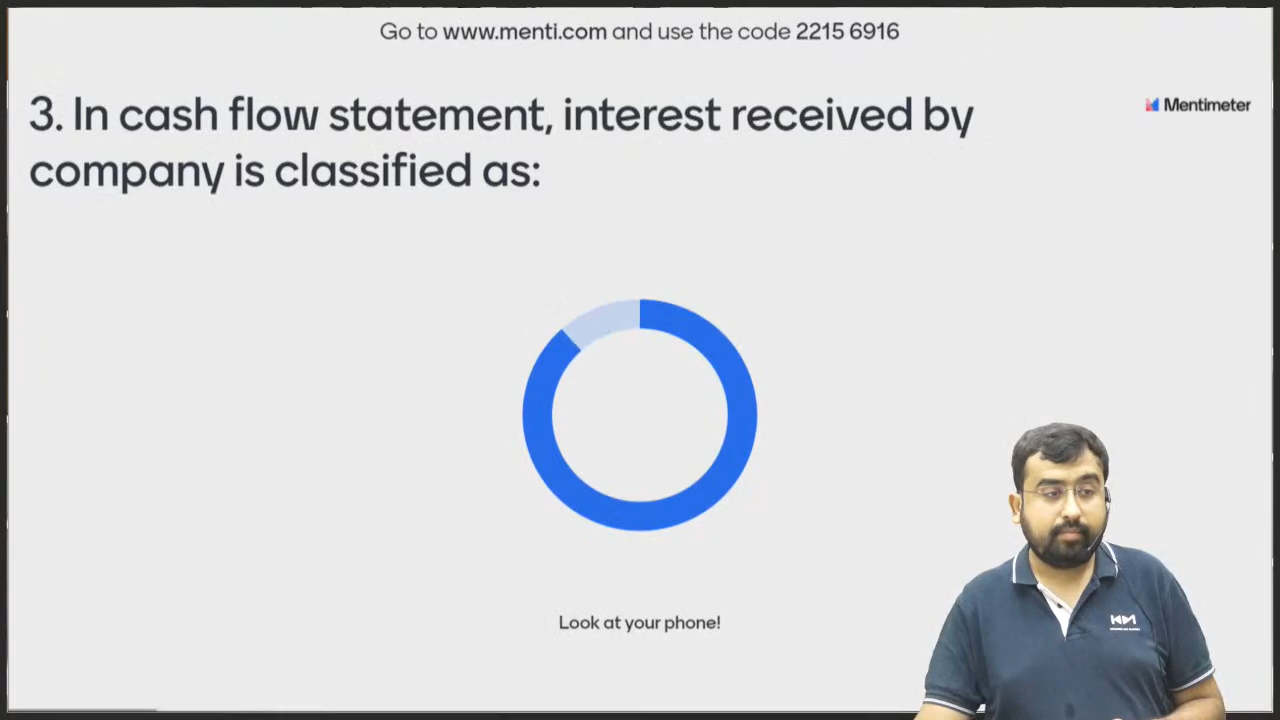 Go to www.menti.com and use the code 2215 6916
3. In cash flow statement, interest received by
company is classified as:
Mentimeter
Look at your phone!
KM